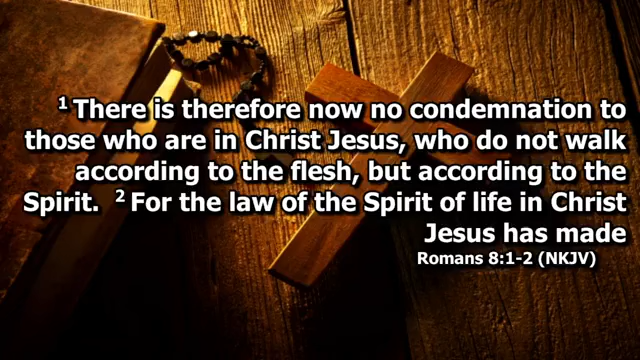 1 There is therefore now no condemnation to
those who are in Christ Jesus, who do not walk
according to the flesh, but according to the
Spirit. 2 For the law of the Spirit of life in Christ
Jesus has made
Romans 8:1-2 (NKJV)